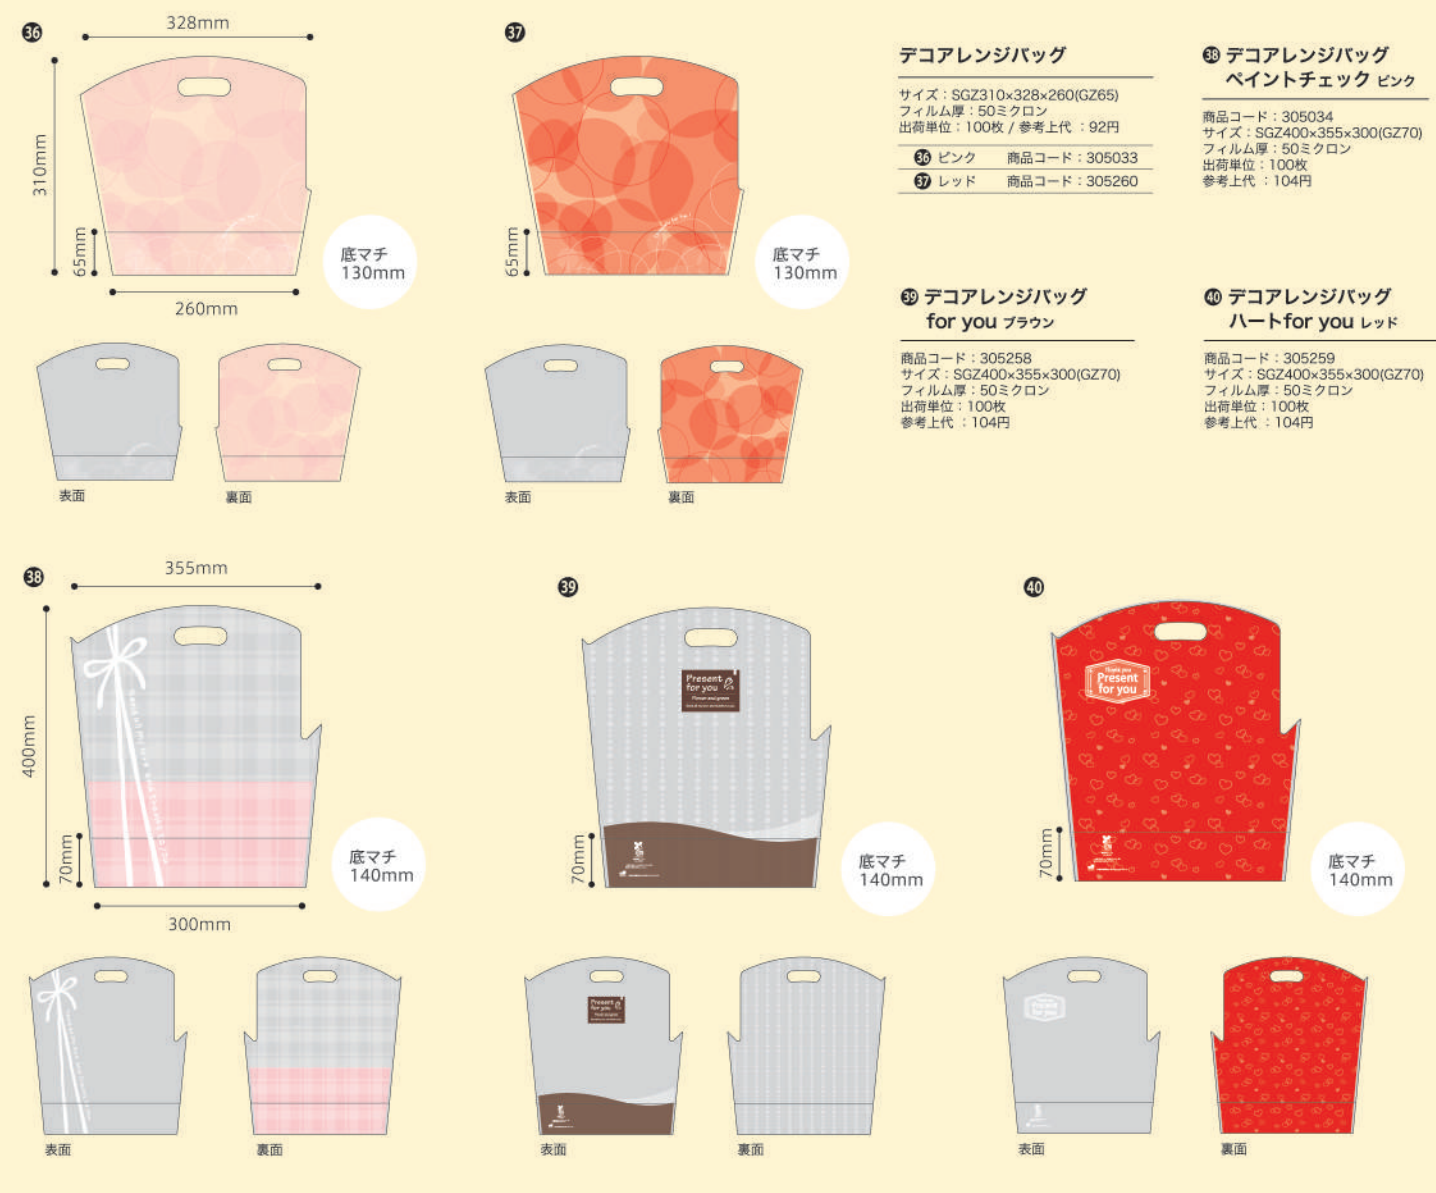 36
328mm
310mm
65mm
260mm
底マチ
130mm
表面
裏面
37
65mm
底マチ
130mm
表面
裏面
デコアレンジバッグ
サイズ：SGZ310×328×260(GZ65)
フィルム厚：50ミクロン
出荷単位：100枚 / 参考上代 ：92円
36 ピンク 商品コード：305033
37 レッド 商品コード：305260
38 デコアレンジバッグ
ペイントチェック ピンク
商品コード：305034
サイズ：SGZ400×355×300(GZ70)
フィルム厚：50ミクロン
出荷単位：100枚
参考上代 ：104円
39 デコアレンジバッグ
for you ブラウン
商品コード：305258
サイズ：SGZ400×355×300(GZ70)
フィルム厚：50ミクロン
出荷単位：100枚
参考上代 ：104円
40 デコアレンジバッグ
ハートfor you レッド
商品コード：305259
サイズ：SGZ400×355×300(GZ70)
フィルム厚：50ミクロン
出荷単位：100枚
参考上代 ：104円
38
355mm
400mm
70mm
300mm
底マチ
140mm
表面
裏面
39
Present
for you
Flower and green
70mm
底マチ
140mm
Present
for you
表面
裏面
40
Thank you
Present
for you
70mm
底マチ
140mm
Present
for you
表面
裏面